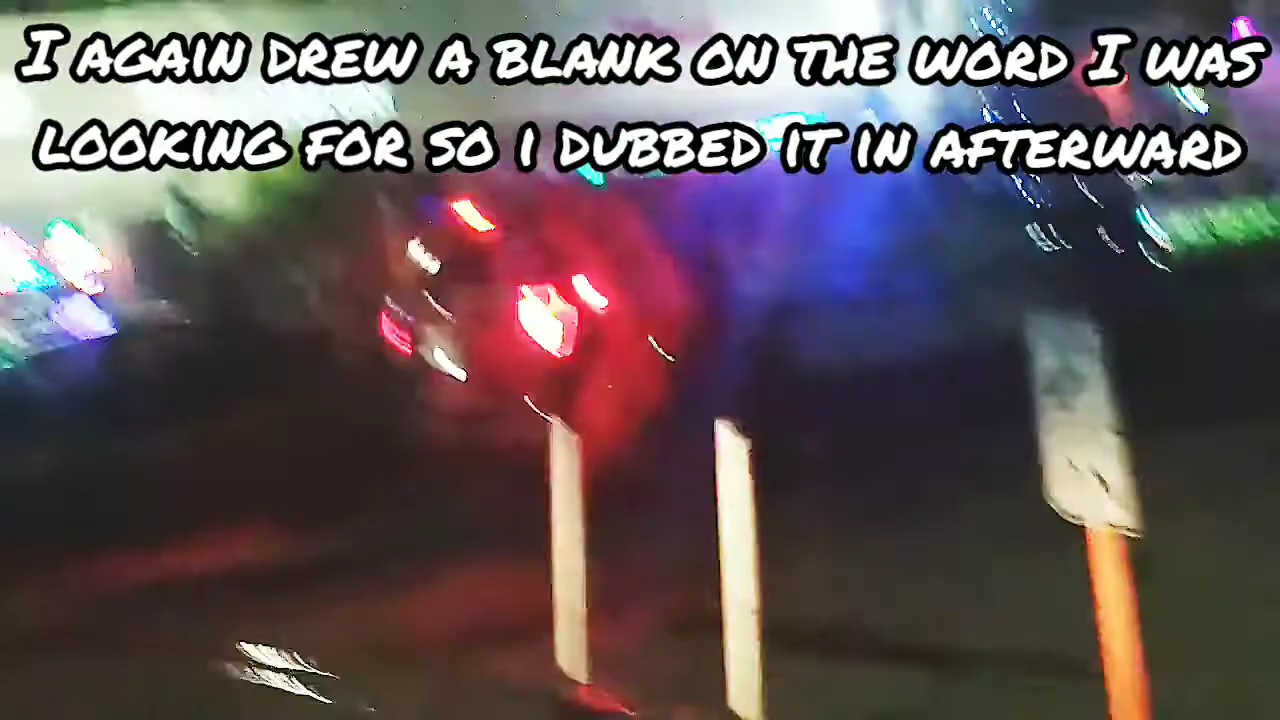 I AGAIN DREW A BLANK ON THE WORD I WAS
LOOKING FOR SO I DUBBED IT IN AFTERWARD